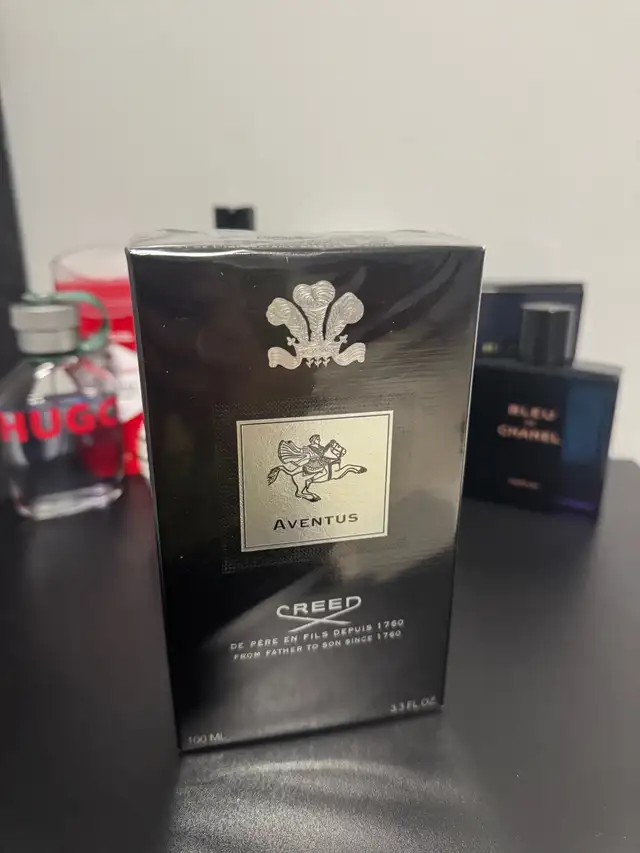 AVENTUS
CREED
DE PÈRE EN FILS DEPUIS 1760
FROM FATHER TO SON SINCE 1760
100 ML
3.3 FL OZ
HUGO
BLEU
DE
CHANEL